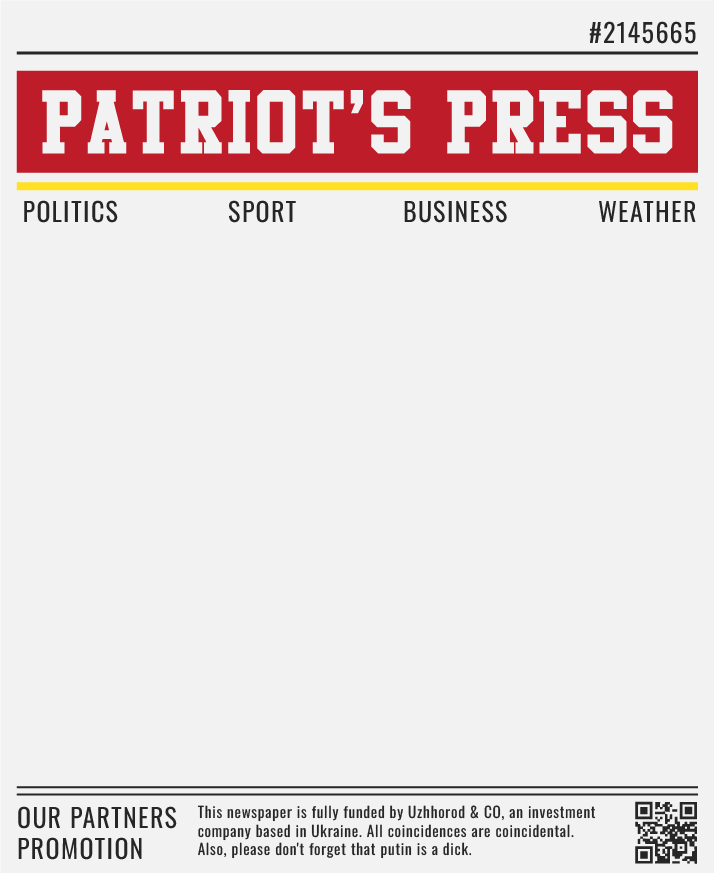 #2145665
PATRIOT'S PRESS
POLITICS SPORT BUSINESS WEATHER
OUR PARTNERS
PROMOTION
This newspaper is fully funded by Uzhhorod & CO, an investment
company based in Ukraine. All coincidences are coincidental.
Also, please don't forget that putin is a dick.